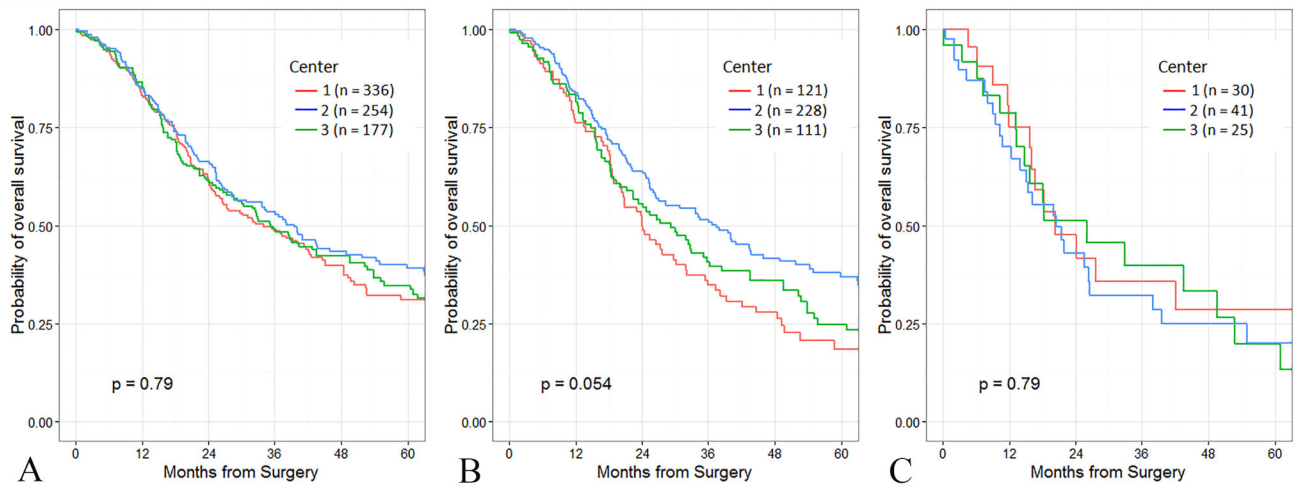 Probability of overall survival
1.00
0.75
0.50
0.25
0.00
Center
1 (n = 336)
2 (n = 254)
3 (n = 177)
p = 0.79
0
12
24
36
48
60
Months from Surgery
A
Probability of overall survival
1.00
0.75
0.50
0.25
0.00
Center
1 (n = 121)
2 (n = 228)
3 (n = 111)
p = 0.054
0
12
24
36
48
60
Months from Surgery
B
Probability of overall survival
1.00
0.75
0.50
0.25
0.00
Center
1 (n = 30)
2 (n = 41)
3 (n = 25)
p = 0.79
0
12
24
36
48
60
Months from Surgery
C